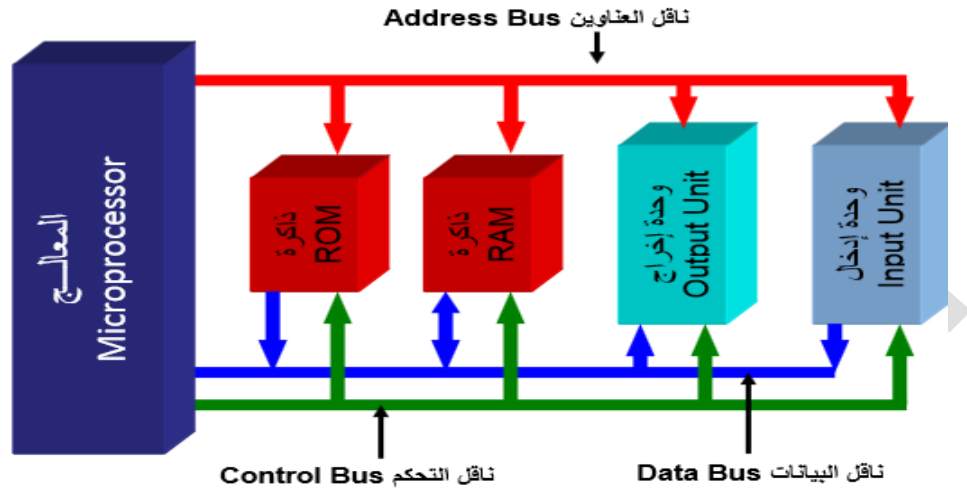 Address Bus ناقل العناوين
المعالـج
Microprocessor
ذاكرة
ROM
ذاكرة
RAM
وحدة إخراج
Output Unit
وحدة إدخال
Input Unit
Control Bus ناقل التحكم
Data Bus ناقل البيانات